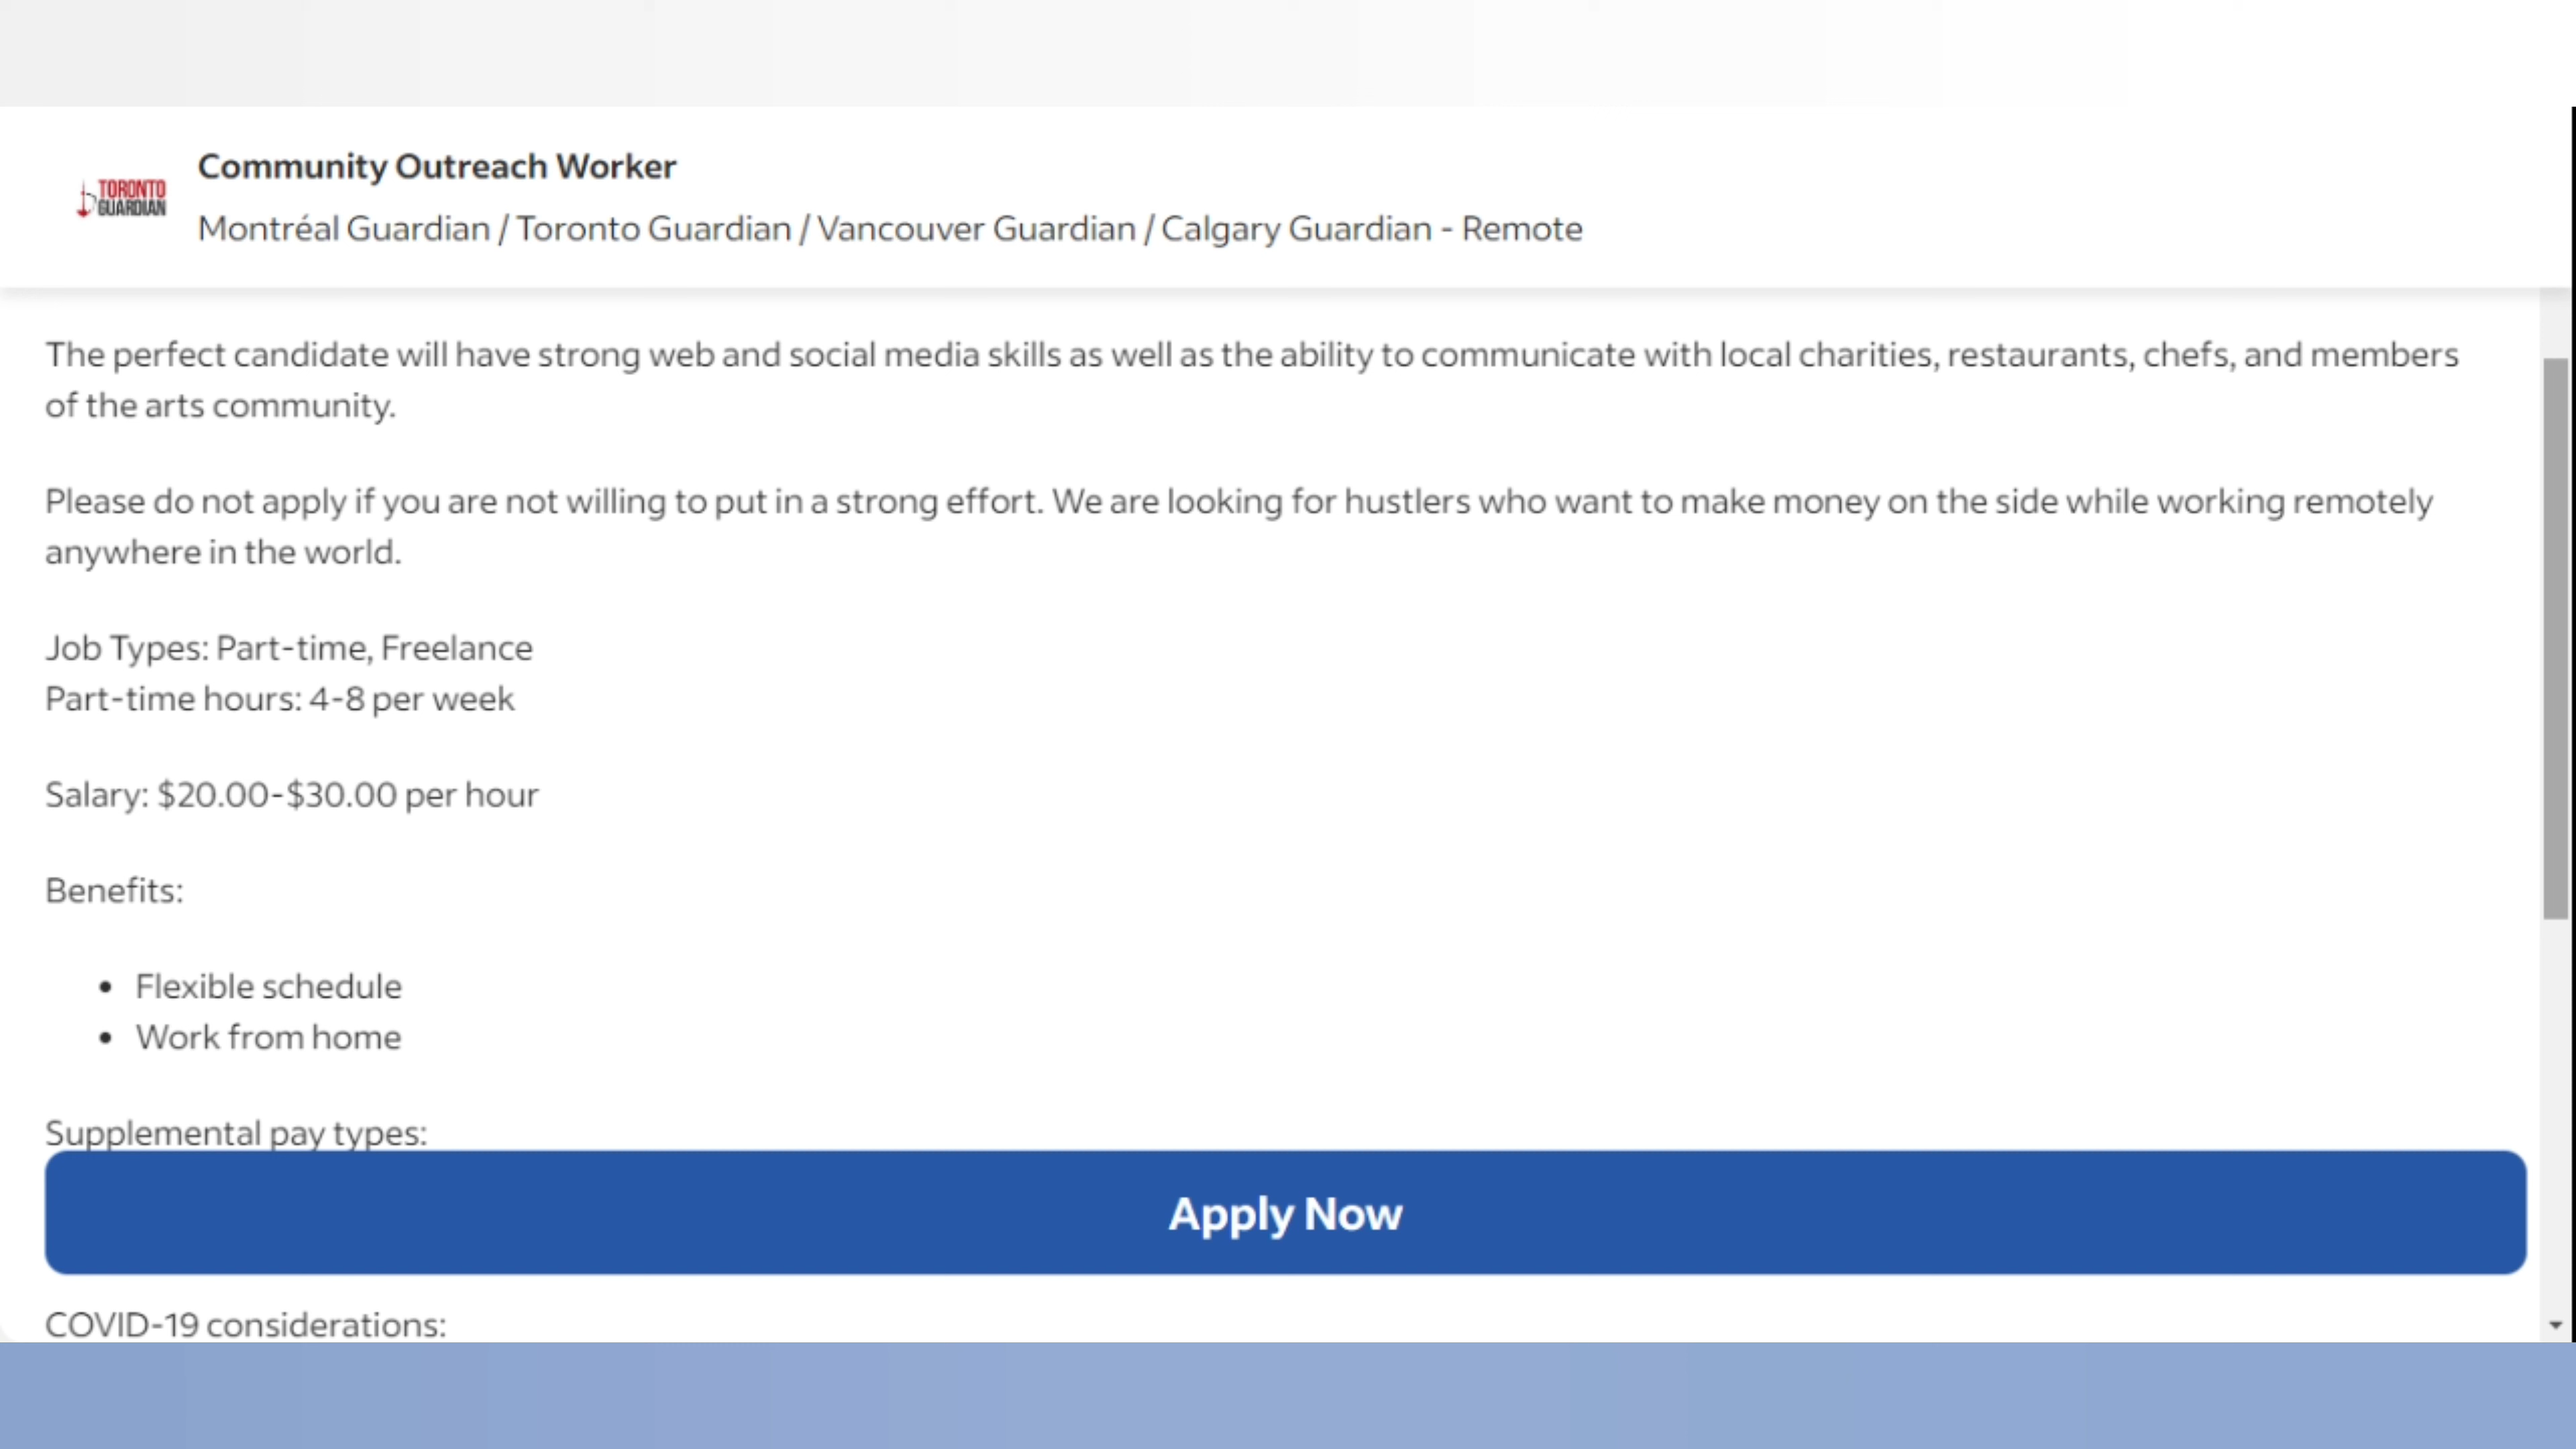 TORONTO
GUARDIAN
Community Outreach Worker
Montréal Guardian / Toronto Guardian / Vancouver Guardian / Calgary Guardian - Remote
The perfect candidate will have strong web and social media skills as well as the ability to communicate with local charities, restaurants, chefs, and members
of the arts community.
Please do not apply if you are not willing to put in a strong effort. We are looking for hustlers who want to make money on the side while working remotely
anywhere in the world.
Job Types: Part-time, Freelance
Part-time hours: 4-8 per week
Salary: $20.00-$30.00 per hour
Benefits:
• Flexible schedule
• Work from home
Supplemental pay types:
Apply Now
COVID-19 considerations: